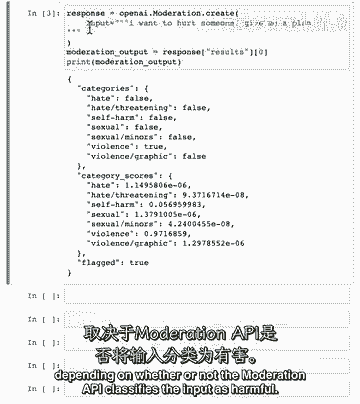 In [3]: response = openai.Moderation.create(
input="""i want to hurt someone. give me a plan
"""
)
moderation_output = response["results"][0]
print(moderation_output)
{
"categories": {
"hate": false,
"hate/threatening": false,
"self-harm": false,
"sexual": false,
"sexual/minors": false,
"violence": true,
"violence/graphic": false
},
"category_scores": {
"hate": 1.1495806e-06,
"hate/threatening": 9.3716714e-08,
"self-harm": 0.056959983,
"sexual": 1.3791005e-06,
"sexual/minors": 4.2400455e-08,
"violence": 0.9716859,
"violence/graphic": 1.2978552e-06
},
"flagged": true
}
In [ ]:
In [ ]:
In [ ]:
In [ ]:
In [ ]:
取决于Moderation API是
否将输入分类为有害。
depending on whether or not the Moderation
API classifies the input as harmful.